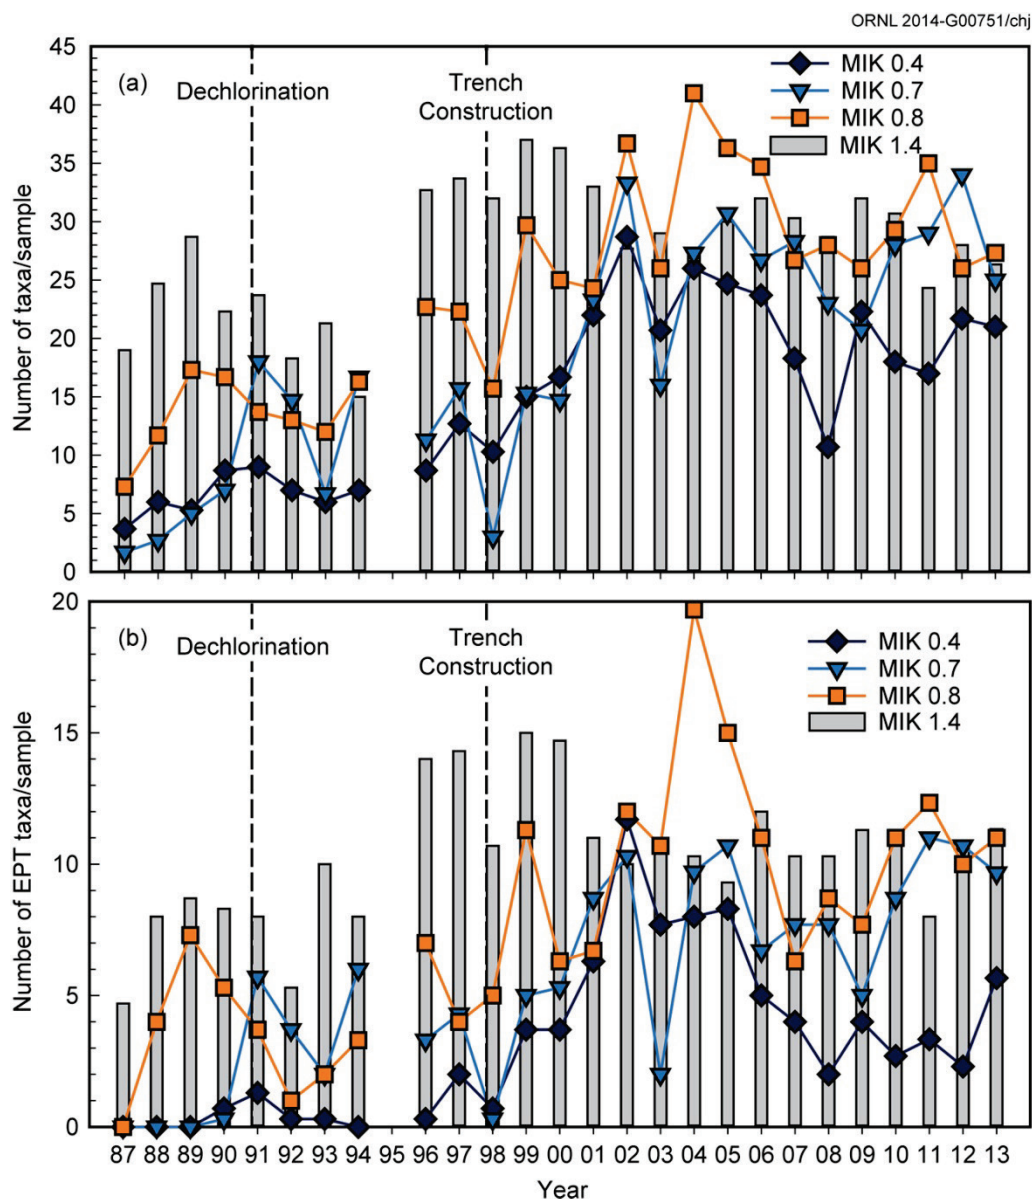 ORNL 2014-G00751/chj
45
40
35
30
25
20
15
10
5
0
Number of taxa/sample
(a)
Dechlorination
Trench
Construction
MIK 0.4
MIK 0.7
MIK 0.8
MIK 1.4
20
15
10
5
0
Number of EPT taxa/sample
(b)
Dechlorination
Trench
Construction
MIK 0.4
MIK 0.7
MIK 0.8
MIK 1.4
87 88 89 90 91 92 93 94 95 96 97 98 99 00 01 02 03 04 05 06 07 08 09 10 11 12 13
Year